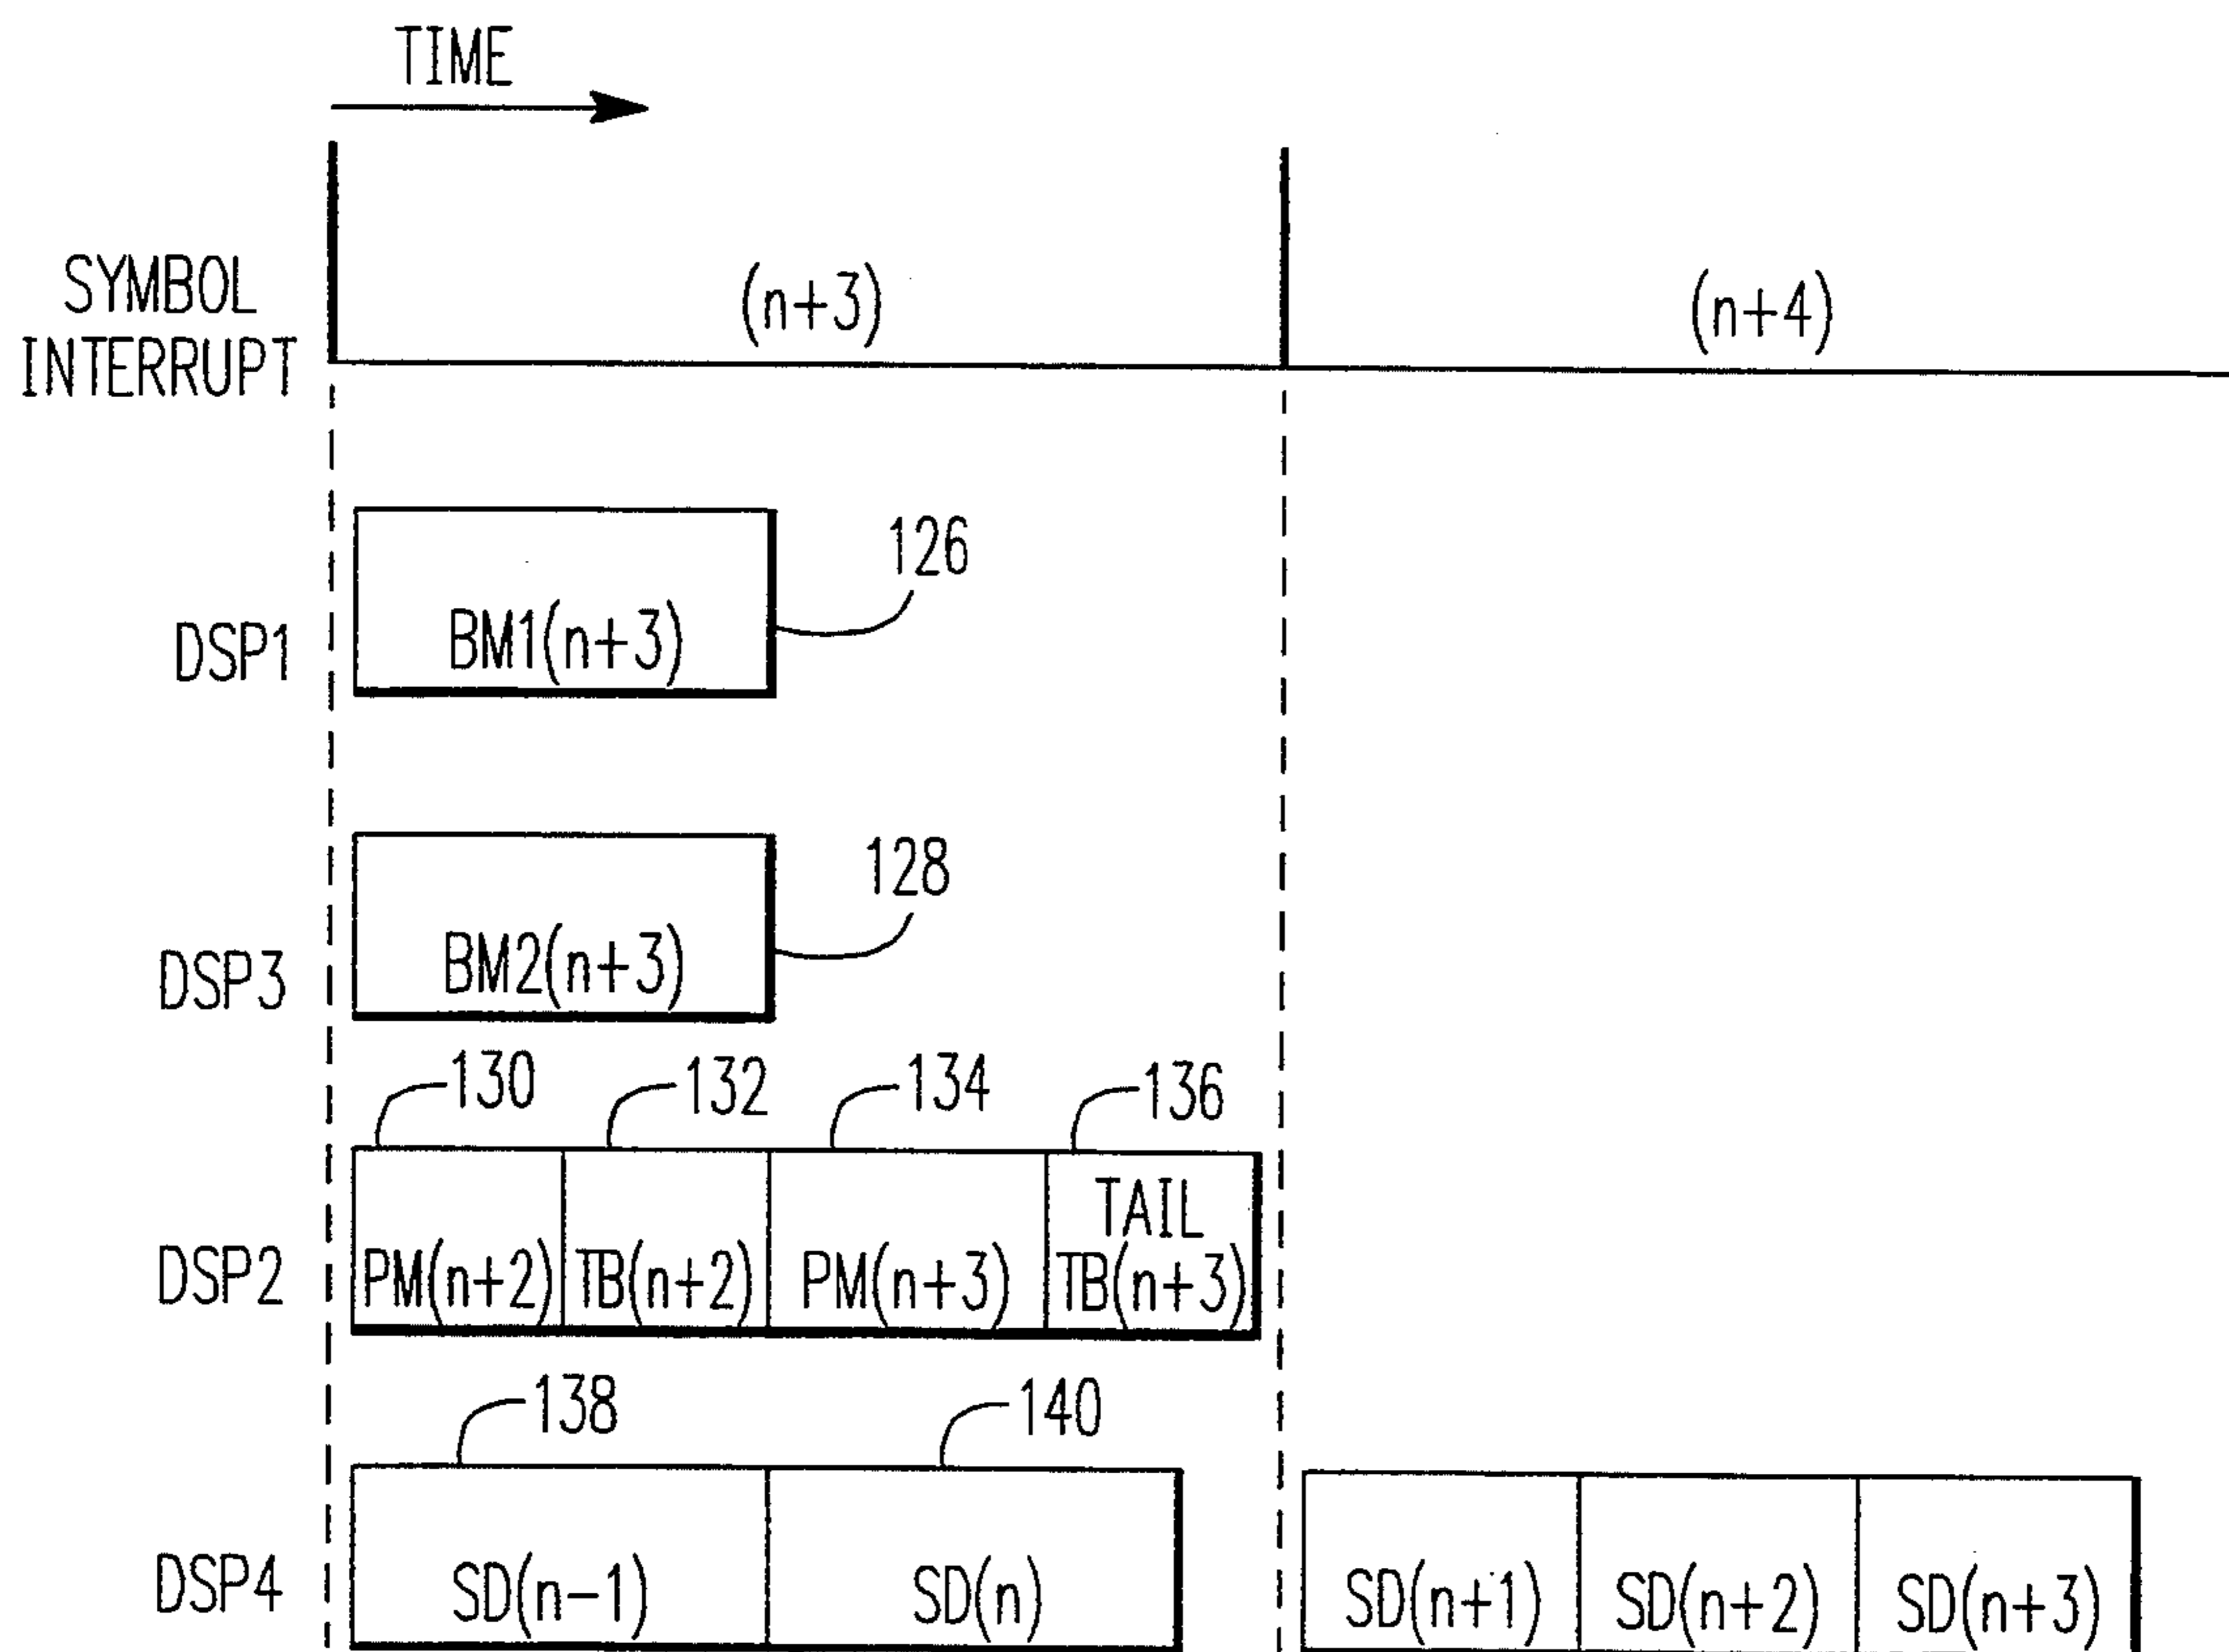 TIME
SYMBOL
INTERRUPT
(n+3)
(n+4)
DSP1
BM1(n+3)
126
DSP3
BM2(n+3)
128
130
132
134
136
DSP2
PM(n+2)
TB(n+2)
PM(n+3)
TAIL
TB(n+3)
138
140
DSP4
SD(n-1)
SD(n)
SD(n+1)
SD(n+2)
SD(n+3)